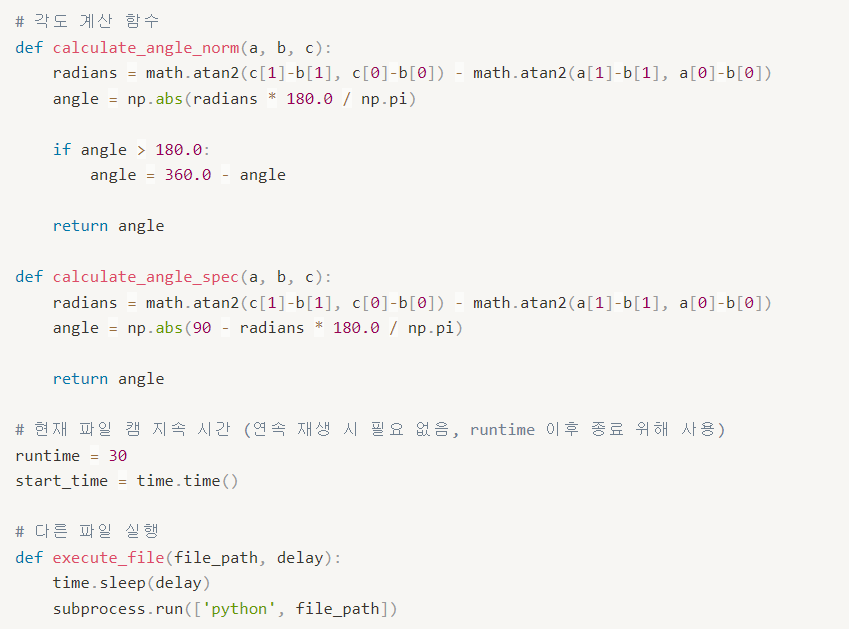 # 각도 계산 함수
def calculate_angle_norm(a, b, c):
    radians = math.atan2(c[1]-b[1], c[0]-b[0]) - math.atan2(a[1]-b[1], a[0]-b[0])
    angle = np.abs(radians * 180.0 / np.pi)

    if angle > 180.0:
        angle = 360.0 - angle

    return angle

def calculate_angle_spec(a, b, c):
    radians = math.atan2(c[1]-b[1], c[0]-b[0]) - math.atan2(a[1]-b[1], a[0]-b[0])
    angle = np.abs(90 - radians * 180.0 / np.pi)

    return angle

# 현재 파일 캠 지속 시간 (연속 재생 시 필요 없음, runtime 이후 종료 위해 사용)
runtime = 30
start_time = time.time()

# 다른 파일 실행
def execute_file(file_path, delay):
    time.sleep(delay)
    subprocess.run(['python', file_path])